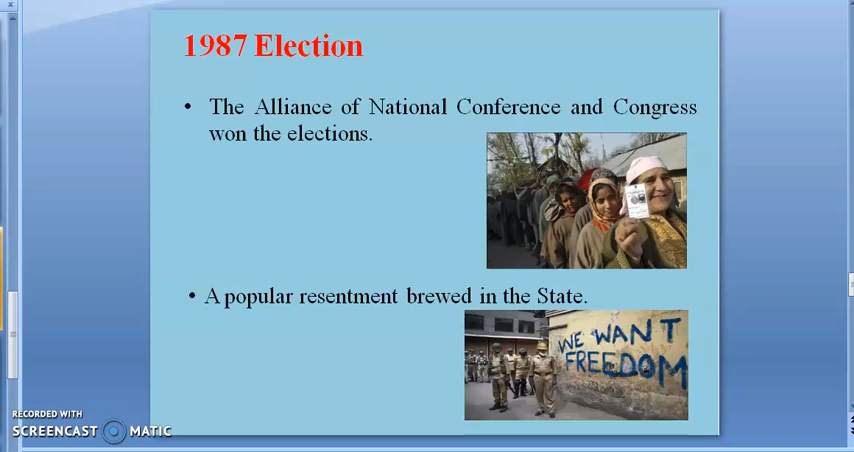 1987 Election
• The Alliance of National Conference and Congress
won the elections.
• A popular resentment brewed in the State.
WE WANT
FREEDOM
RECORDED WITH
SCREENCAST MATIC